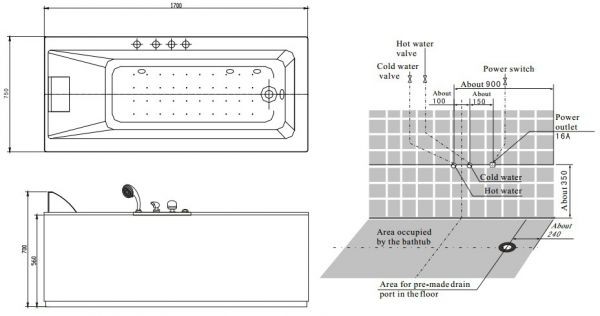 1700
750
700
560
Hot water
valve
Cold water
valve
Power switch
About 900
About
100
About
150
Power
outlet
16A
Cold water
Hot water
About 350
Area occupied
by the bathtub
About
240
Area for pre-made drain
port in the floor